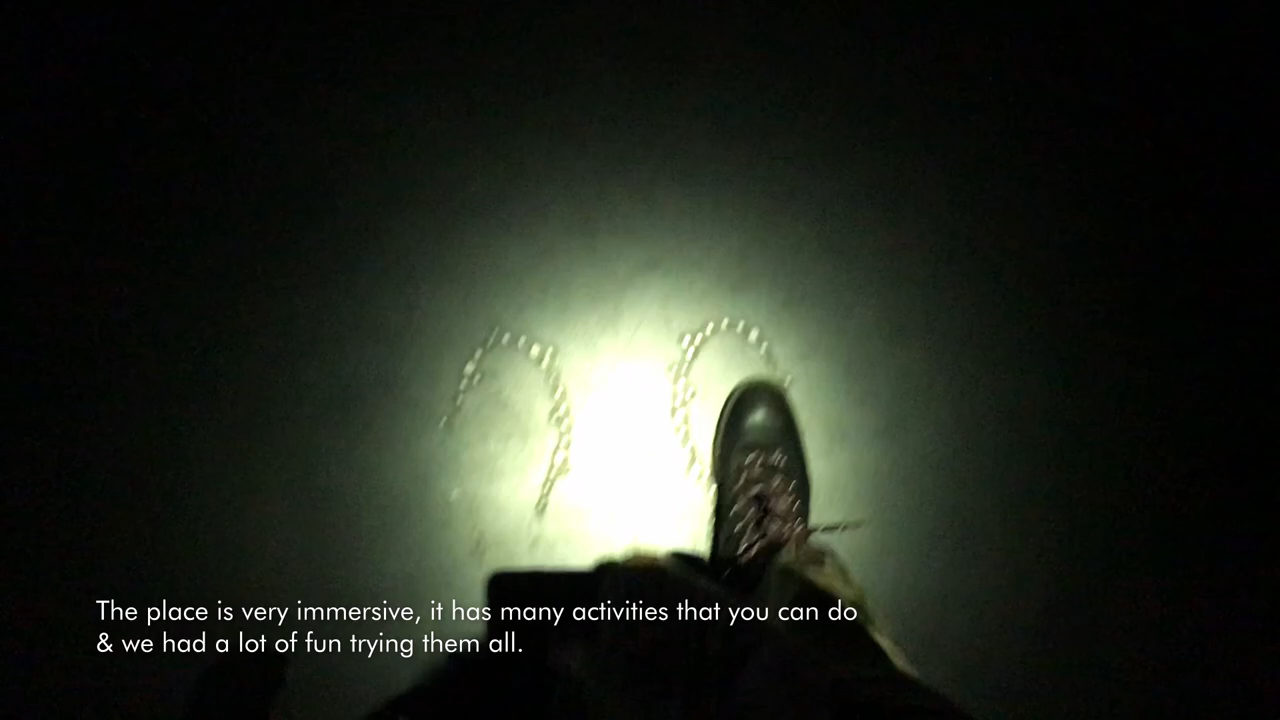 The place is very immersive, it has many activities that you can do
& we had a lot of fun trying them all.